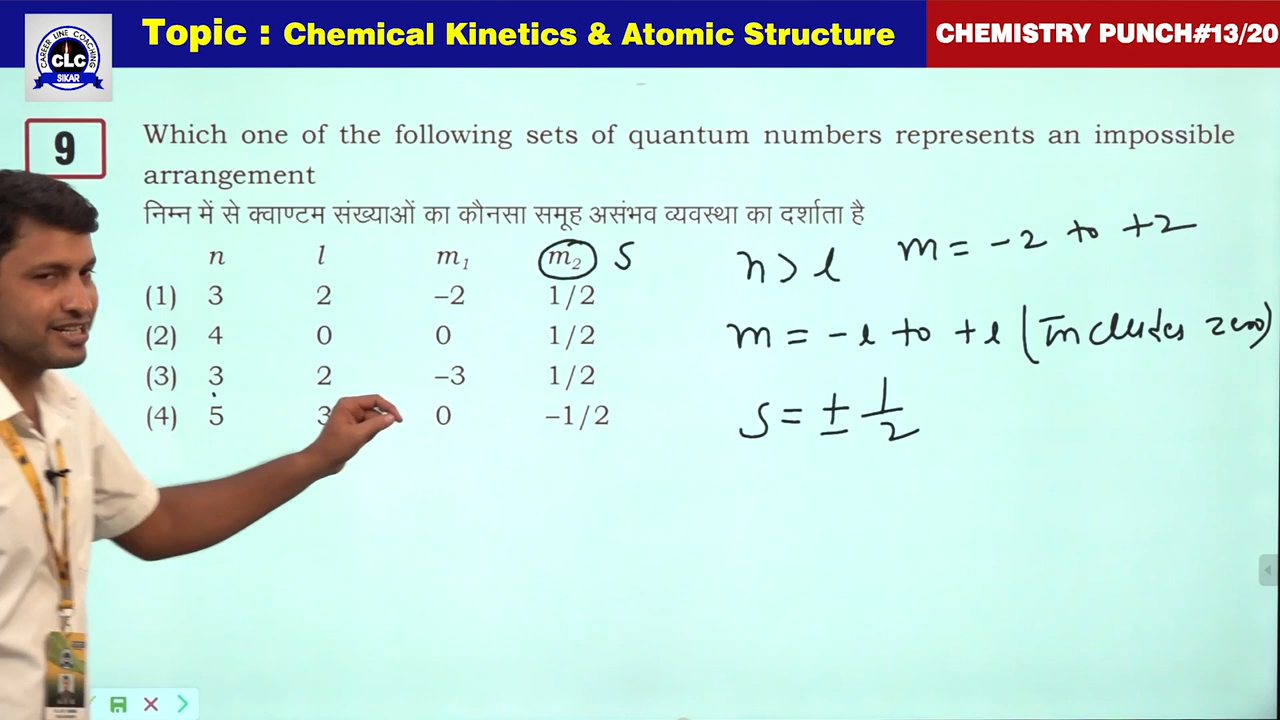 Topic : Chemical Kinetics & Atomic Structure
CHEMISTRY PUNCH#13/20
CAREER LINE COACHING
CLC
SIKAR
9
Which one of the following sets of quantum numbers represents an impossible
arrangement
निम्न में से क्वाण्टम संख्याओं का कौनसा समूह असंभव व्यवस्था का दर्शाता है
n l m₁ m₂ S
(1) 3 2 –2 1/2
(2) 4 0 0 1/2
(3) 3 2 –3 1/2
(4) 5 3 0 –1/2
n > l
m = -2 to +2
m = -l to +l (Includes zero)
S = ± 1/2